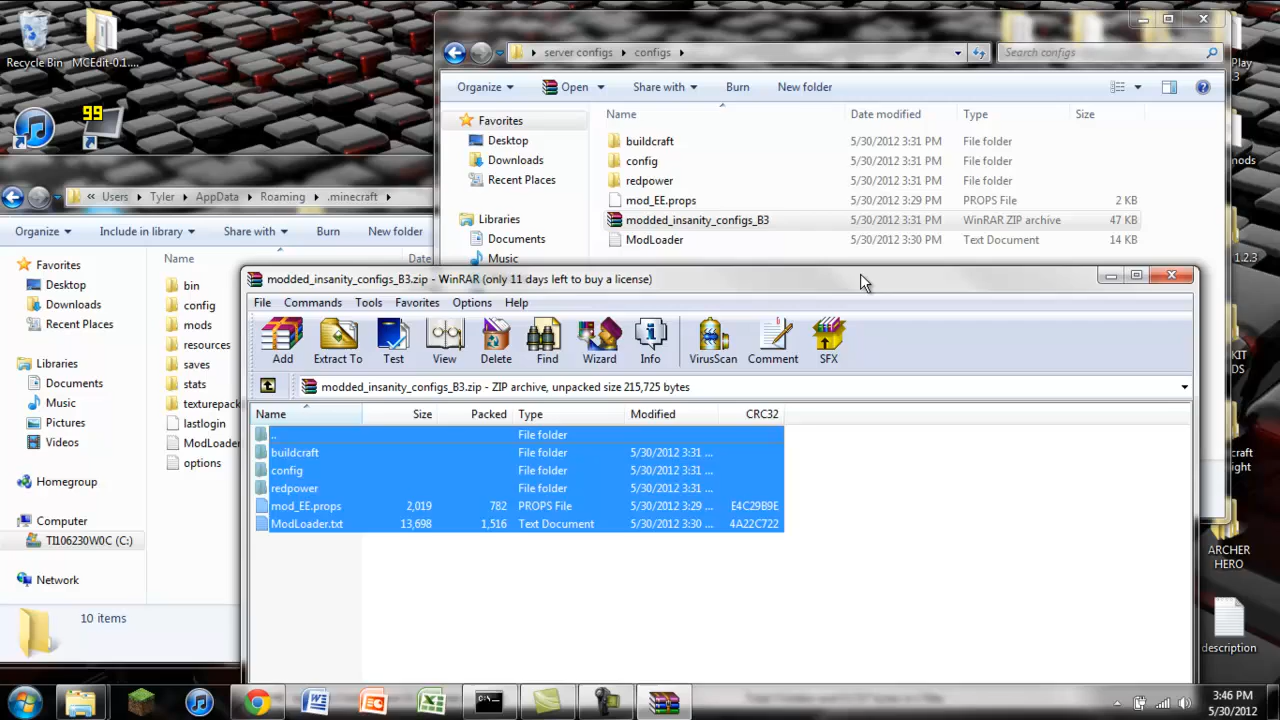 Recycle Bin
MCEdit-0.1....
99
server configs
configs
Search configs
Organize
Open
Share with
Burn
New folder
Name
Date modified
Type
Size
Favorites
Desktop
Downloads
Recent Places
Libraries
Documents
Music
buildcraft
5/30/2012 3:31 PM
File folder
config
5/30/2012 3:31 PM
File folder
redpower
5/30/2012 3:31 PM
File folder
mod_EE.props
5/30/2012 3:29 PM
PROPS File
2 KB
modded_insanity_configs_B3
5/30/2012 3:31 PM
WinRAR ZIP archive
47 KB
ModLoader
5/30/2012 3:30 PM
Text Document
14 KB
«
Users
Tyler
AppData
Roaming
.minecraft
Organize
Include in library
Share with
Burn
New folder
Name
Favorites
Desktop
Downloads
Recent Places
Libraries
Documents
Music
Pictures
Videos
Homegroup
Computer
TI106230W0C (C:)
Network
bin
config
mods
resources
saves
stats
texturepack
lastlogin
ModLoader
options
10 items
modded_insanity_configs_B3.zip - WinRAR (only 11 days left to buy a license)
File
Commands
Tools
Favorites
Options
Help
Add
Extract To
Test
View
Delete
Find
Wizard
Info
VirusScan
Comment
SFX
modded_insanity_configs_B3.zip - ZIP archive, unpacked size 215,725 bytes
Name
Size
Packed
Type
Modified
CRC32
..
File folder
buildcraft
File folder
5/30/2012 3:31 ...
config
File folder
5/30/2012 3:31 ...
redpower
File folder
5/30/2012 3:31 ...
mod_EE.props
2,019
782
PROPS File
5/30/2012 3:29 ...
E4C29B9E
ModLoader.txt
13,698
1,516
Text Document
5/30/2012 3:30 ...
4A22C722
Play
.3
mods
1.2.3
KIT
DS
craft
ight
ARCHER
HERO
description
3:46 PM
5/30/2012